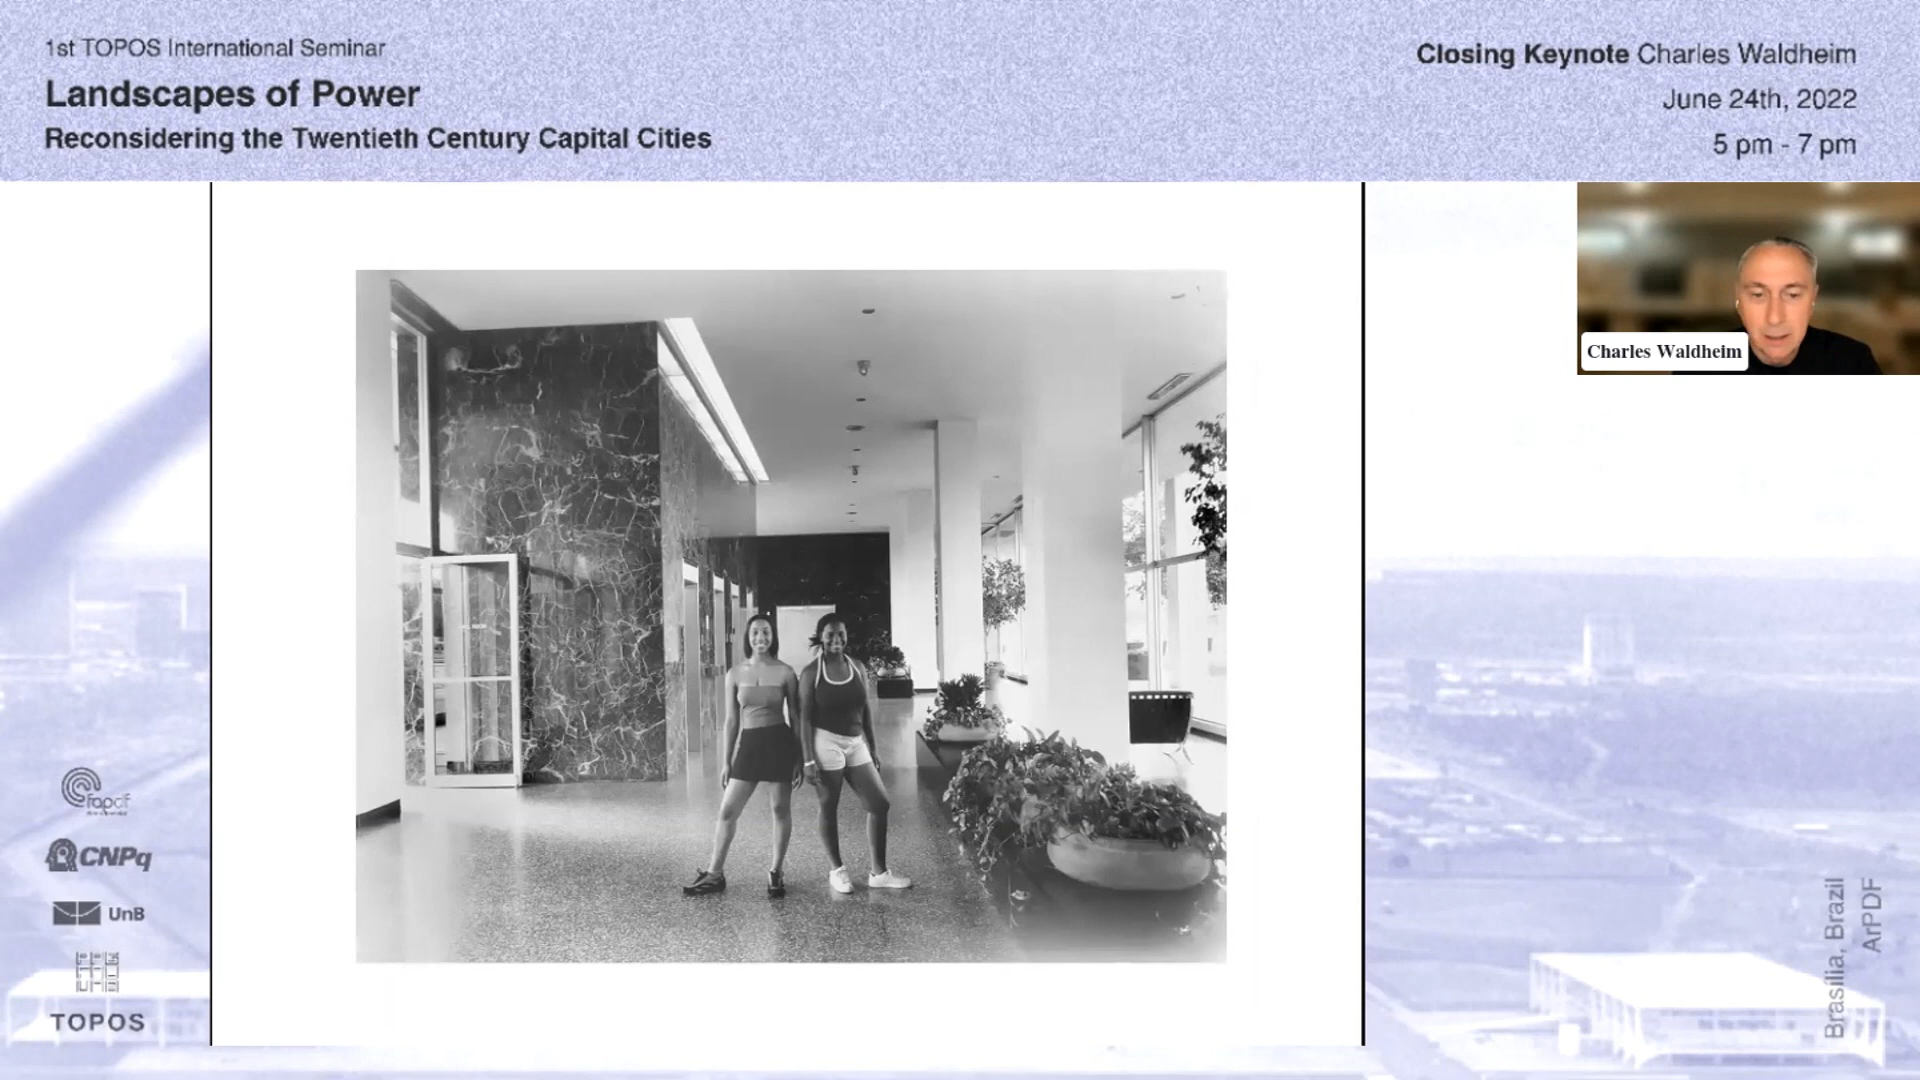 1st TOPOS International Seminar
Landscapes of Power
Reconsidering the Twentieth Century Capital Cities
Closing Keynote Charles Waldheim
June 24th, 2022
5 pm - 7 pm
Charles Waldheim
fapdf
CNPq
UnB
TOPOS
Brasília, Brazil
ArPDF